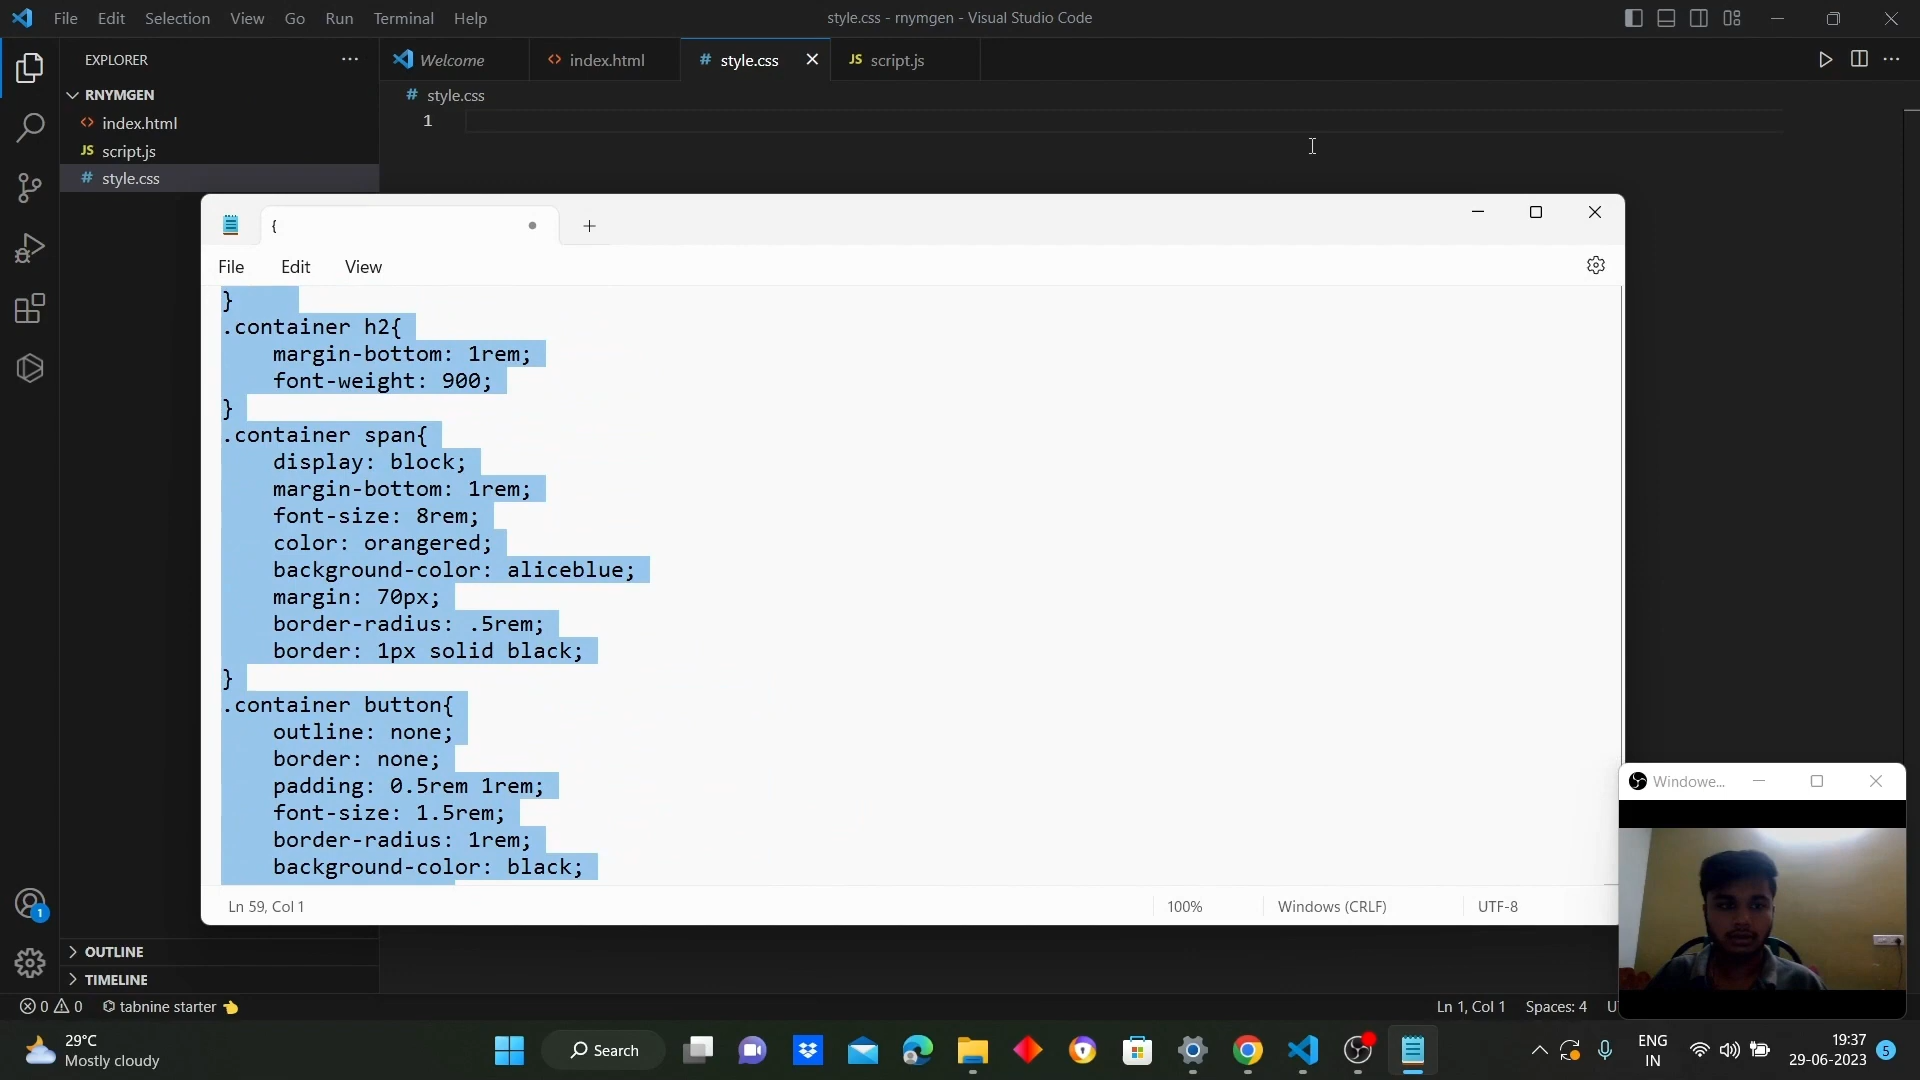 File Edit Selection View Go Run Terminal Help
style.css - rnymgen - Visual Studio Code
EXPLORER
Welcome
<> index.html
# style.css
JS script.js
RNYMGEN
# style.css
<> index.html
1
JS script.js
# style.css
{
File Edit View
}
.container h2{
margin-bottom: 1rem;
font-weight: 900;
}
.container span{
display: block;
margin-bottom: 1rem;
font-size: 8rem;
color: orangered;
background-color: aliceblue;
margin: 70px;
border-radius: .5rem;
border: 1px solid black;
}
.container button{
outline: none;
border: none;
padding: 0.5rem 1rem;
font-size: 1.5rem;
border-radius: 1rem;
background-color: black;
Ln 59, Col 1
100%
Windows (CRLF)
UTF-8
Windowe...
1
OUTLINE
TIMELINE
0 0 tabnine starter
Ln 1, Col 1 Spaces: 4
29°C
Mostly cloudy
Search
ENG
IN
19:37
29-06-2023
5